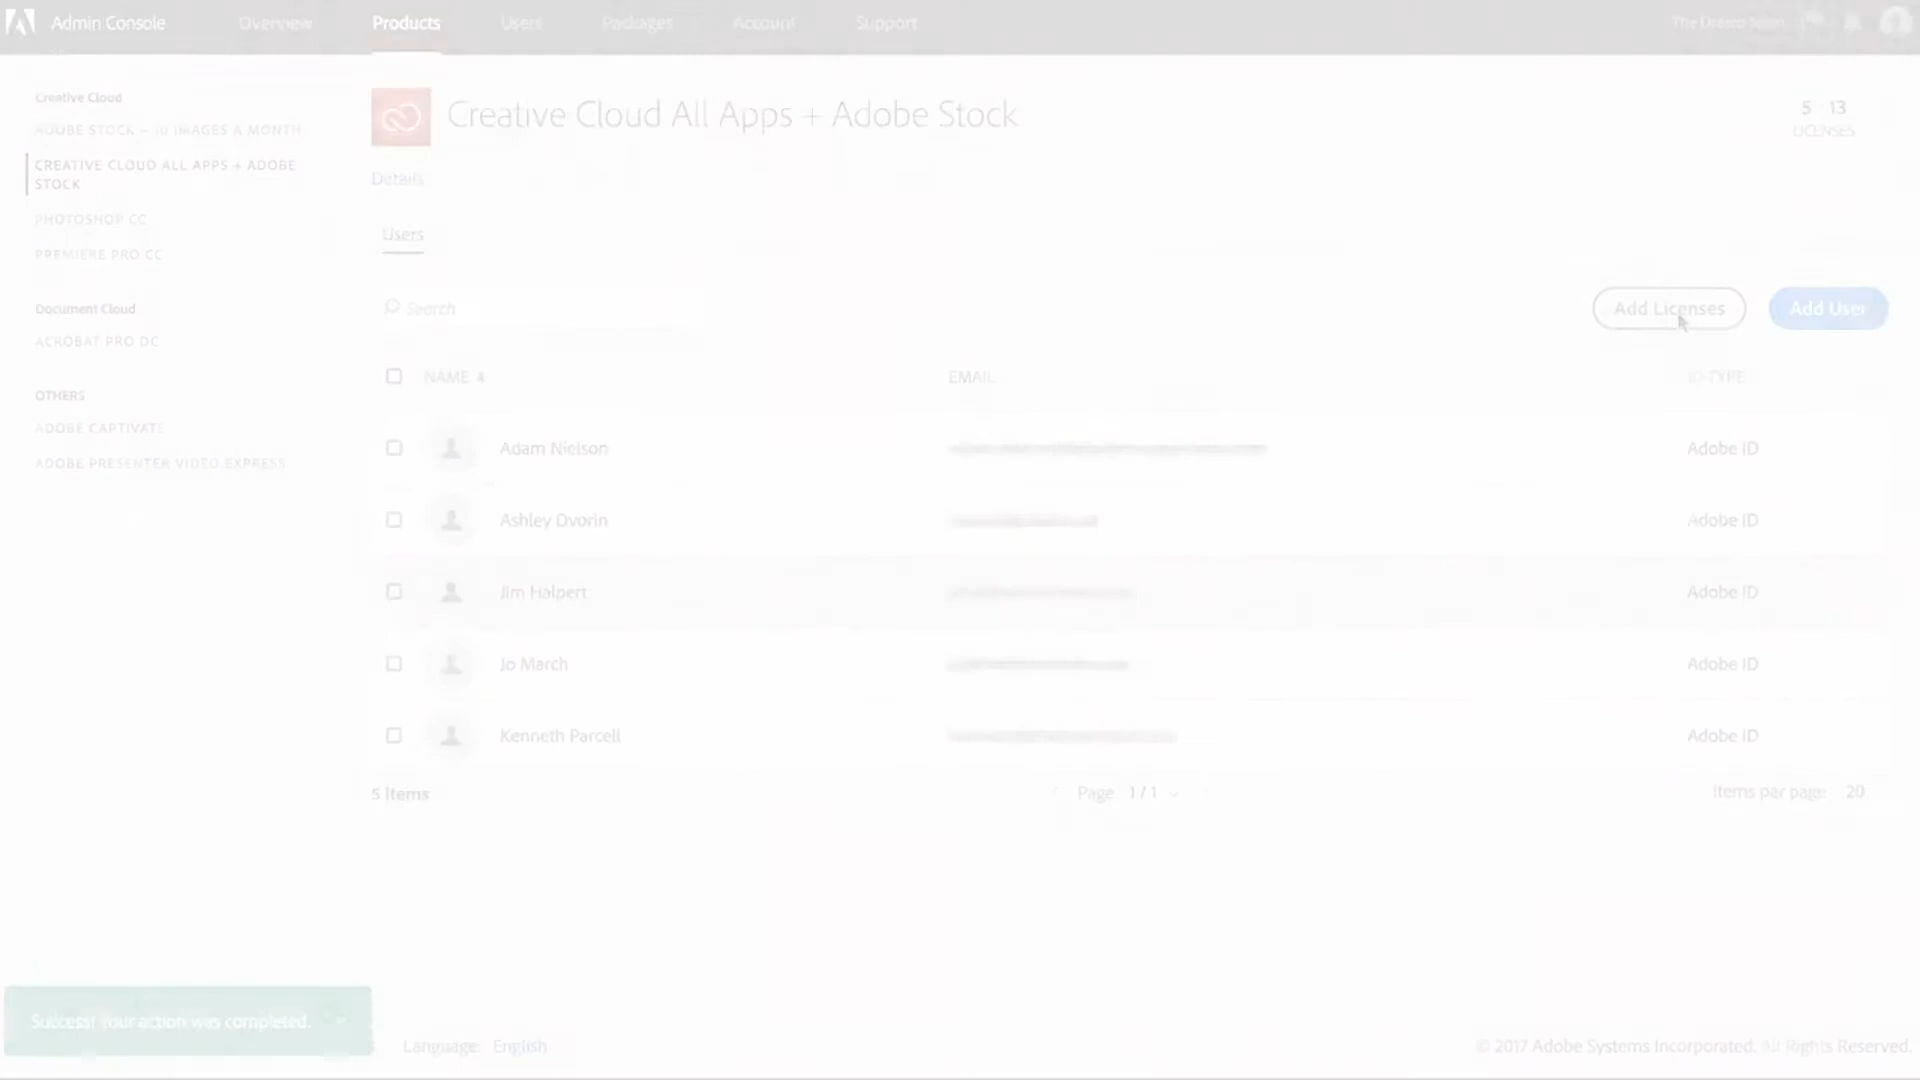 Admin Console
Overview
Products
Users
Packages
Account
Support
Creative Cloud
ADOBE STOCK – 10 IMAGES A MONTH
CREATIVE CLOUD ALL APPS + ADOBE
STOCK
PHOTOSHOP CC
PREMIERE PRO CC
Document Cloud
ACROBAT PRO DC
OTHERS
ADOBE CAPTIVATE
ADOBE PRESENTER VIDEO EXPRESS
Creative Cloud All Apps + Adobe Stock
5 13
LICENSES
Details
Users
Search
Add Licenses
Add User
NAME
EMAIL
ID TYPE
Adam Nielson
Adobe ID
Ashley Dvorin
Adobe ID
Jim Halpert
Adobe ID
Jo March
Adobe ID
Kenneth Parcell
Adobe ID
5 Items
Page 1 / 1
Items per page: 20
Success! Your action was completed.
Language: English
© 2017 Adobe Systems Incorporated. All Rights Reserved.